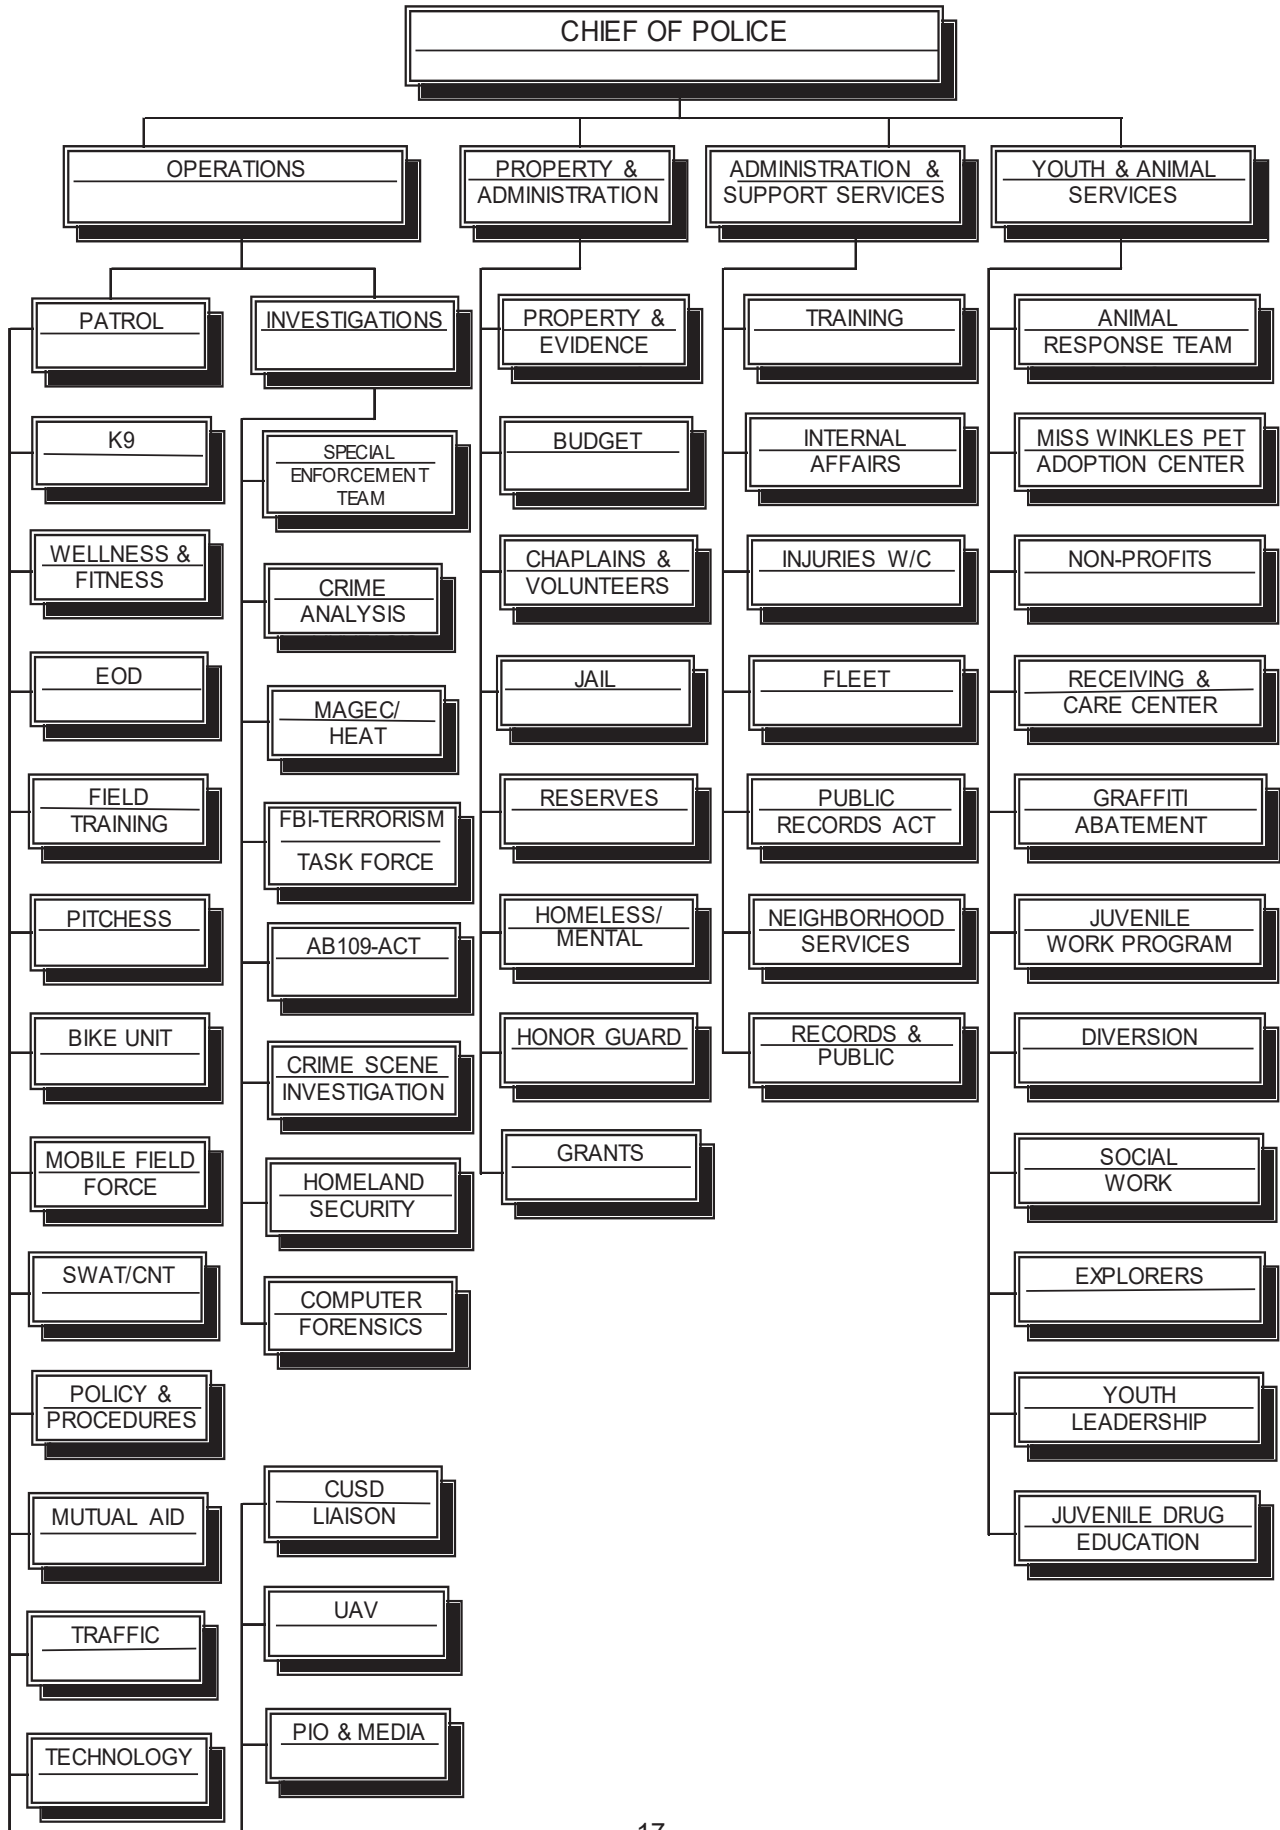 CHIEF OF POLICE
OPERATIONS
PROPERTY &
ADMINISTRATION
ADMINISTRATION &
SUPPORT SERVICES
YOUTH & ANIMAL
SERVICES
PATROL
K9
WELLNESS &
FITNESS
EOD
FIELD
TRAINING
PITCHESS
BIKE UNIT
MOBILE FIELD
FORCE
SWAT/CNT
POLICY &
PROCEDURES
MUTUAL AID
TRAFFIC
TECHNOLOGY
INVESTIGATIONS
SPECIAL
ENFORCEMENT
TEAM
CRIME
ANALYSIS
MAGEC/
HEAT
FBI-TERRORISM
TASK FORCE
AB109-ACT
CRIME SCENE
INVESTIGATION
HOMELAND
SECURITY
COMPUTER
FORENSICS
CUSD
LIAISON
UAV
PIO & MEDIA
PROPERTY &
EVIDENCE
BUDGET
CHAPLAINS &
VOLUNTEERS
JAIL
RESERVES
HOMELESS/
MENTAL
HONOR GUARD
GRANTS
TRAINING
INTERNAL
AFFAIRS
INJURIES W/C
FLEET
PUBLIC
RECORDS ACT
NEIGHBORHOOD
SERVICES
RECORDS &
PUBLIC
ANIMAL
RESPONSE TEAM
MISS WINKLES PET
ADOPTION CENTER
NON-PROFITS
RECEIVING &
CARE CENTER
GRAFFITI
ABATEMENT
JUVENILE
WORK PROGRAM
DIVERSION
SOCIAL
WORK
EXPLORERS
YOUTH
LEADERSHIP
JUVENILE DRUG
EDUCATION
17